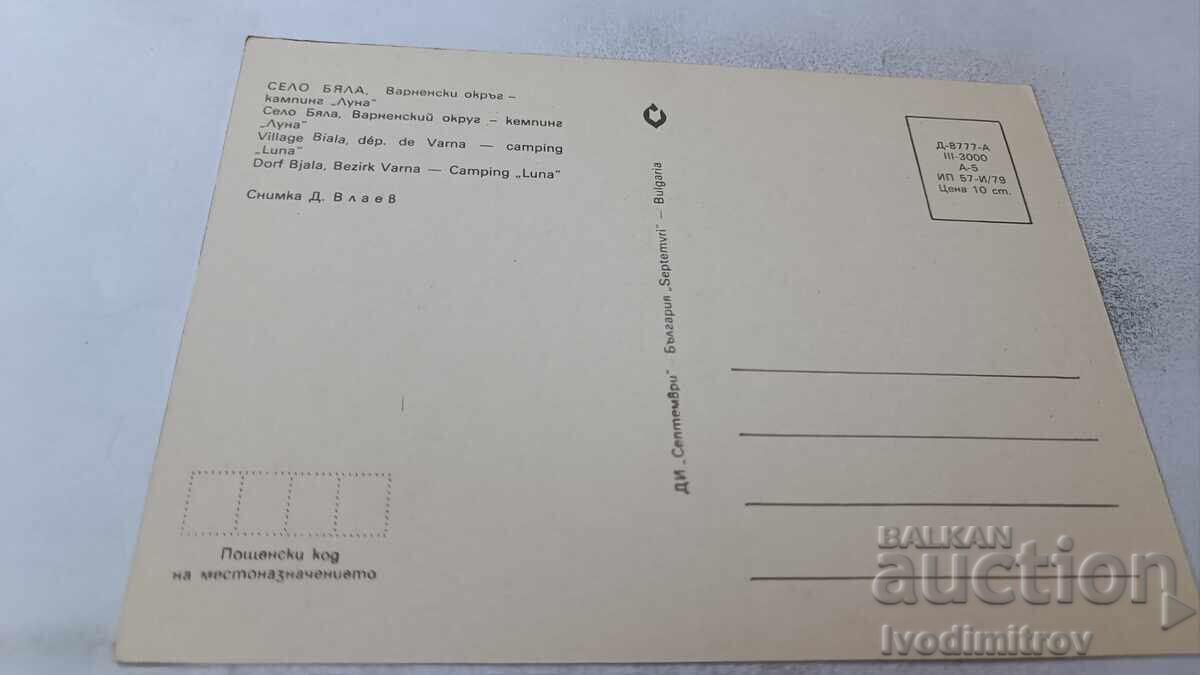 СЕЛО БЯЛА, Варненски окръг –
кампинг „Луна"
Село Бяла, Варненский округ – кемпинг
„Луна"
Village Biala, dép. de Varna — camping
„Luna"
Dorf Bjala, Bezirk Varna — Camping „Luna"
Снимка Д. Влаев
ДИ „Септември" – България „Septemvri" – Bulgaria
Д-8777-А
III-3000
А-5
ИП 57-И/79
Цена 10 ст.
Пощенски код
на местоназначението
BALKAN
auction
Ivodimitrov